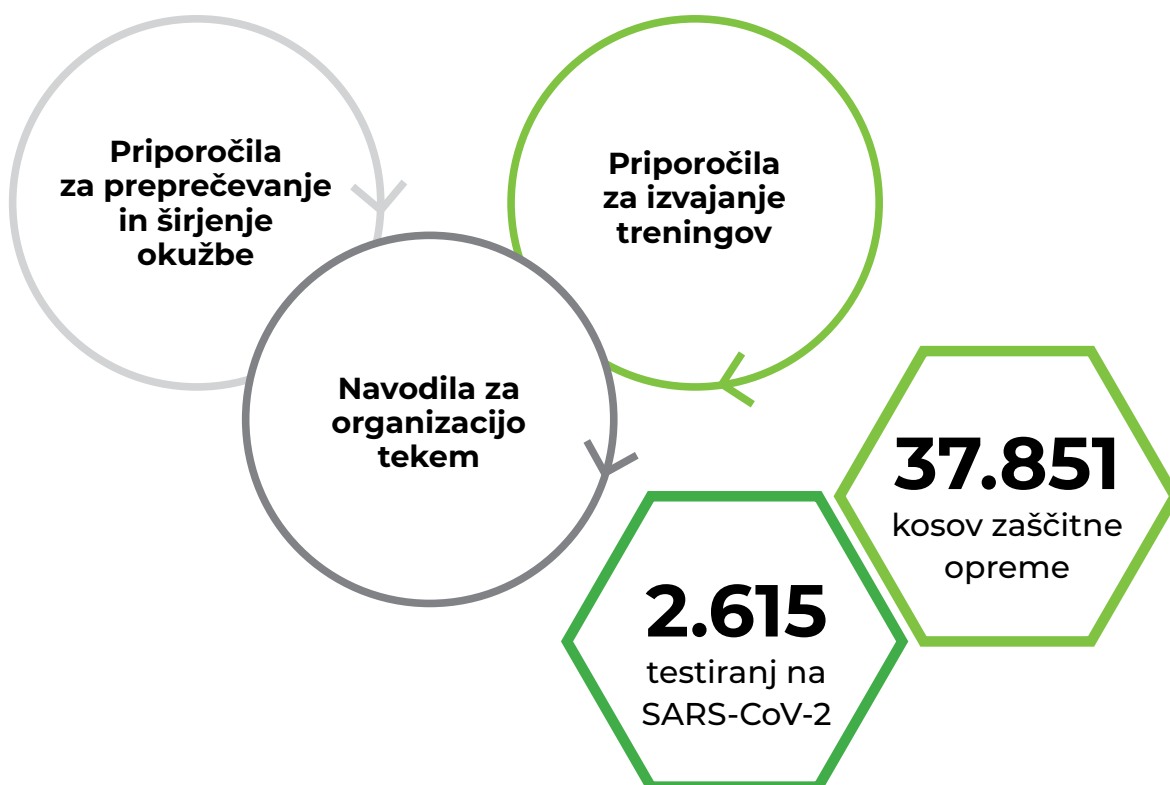 Priporočila
za preprečevanje
in širjenje
okužbe
Priporočila
za izvajanje
treningov
Navodila za
organizacijo
tekem
37.851
kosov zaščitne
opreme
2.615
testiranj na
SARS-CoV-2